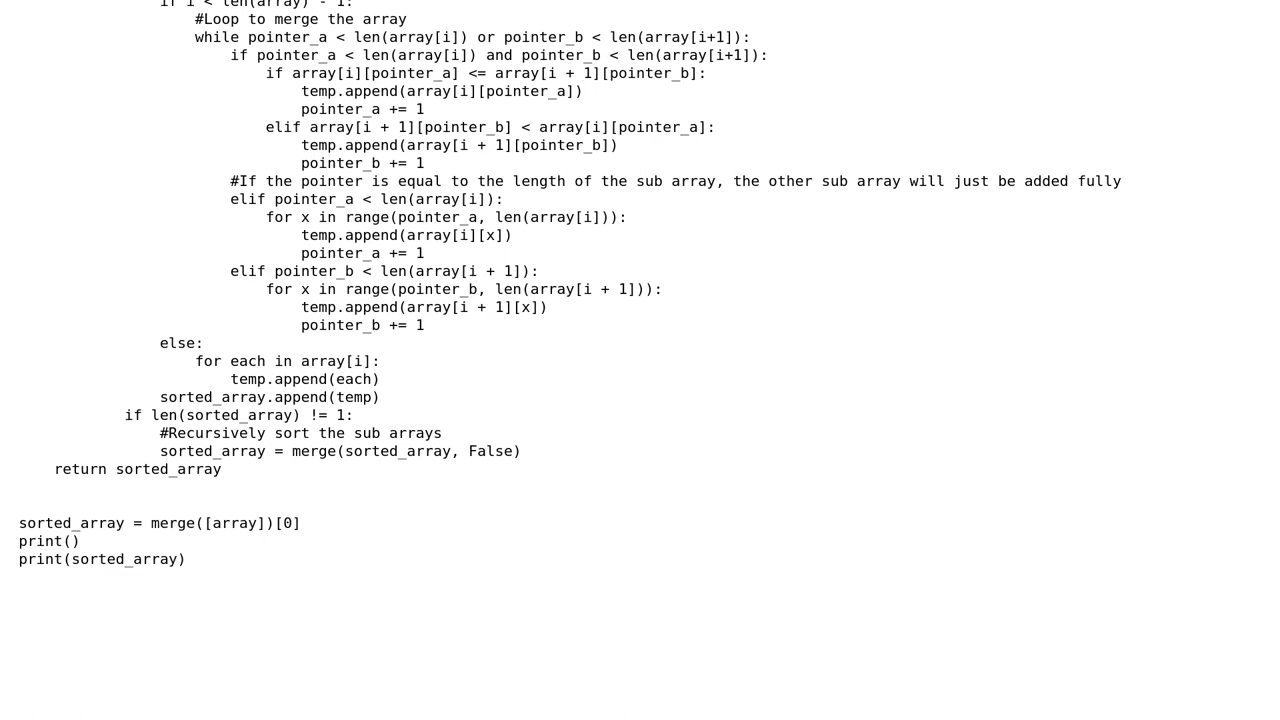 if i < len(array) - 1:
#Loop to merge the array
while pointer_a < len(array[i]) or pointer_b < len(array[i+1]):
if pointer_a < len(array[i]) and pointer_b < len(array[i+1]):
if array[i][pointer_a] <= array[i + 1][pointer_b]:
temp.append(array[i][pointer_a])
pointer_a += 1
elif array[i + 1][pointer_b] < array[i][pointer_a]:
temp.append(array[i + 1][pointer_b])
pointer_b += 1
#If the pointer is equal to the length of the sub array, the other sub array will just be added fully
elif pointer_a < len(array[i]):
for x in range(pointer_a, len(array[i])):
temp.append(array[i][x])
pointer_a += 1
elif pointer_b < len(array[i + 1]):
for x in range(pointer_b, len(array[i + 1])):
temp.append(array[i + 1][x])
pointer_b += 1
else:
for each in array[i]:
temp.append(each)
sorted_array.append(temp)
if len(sorted_array) != 1:
#Recursively sort the sub arrays
sorted_array = merge(sorted_array, False)
return sorted_array
sorted_array = merge([array])[0]
print()
print(sorted_array)